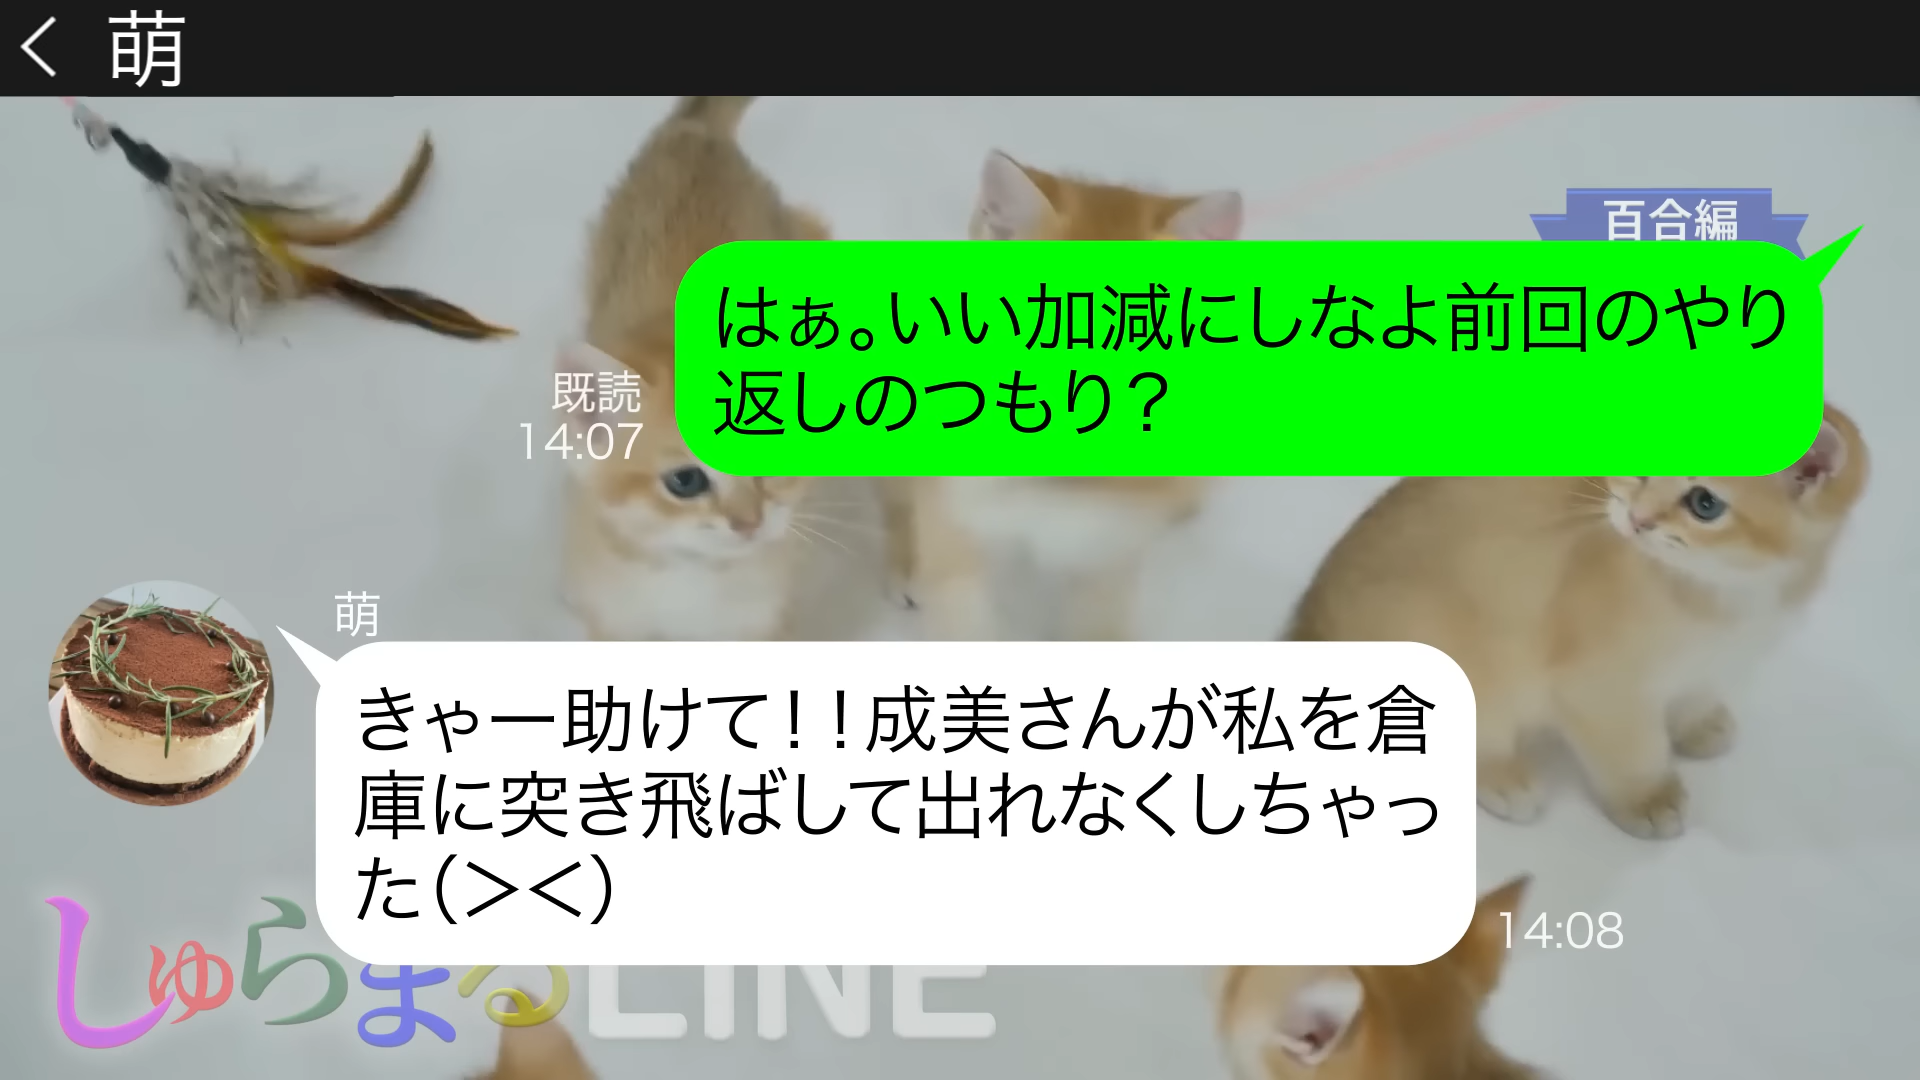 萌
百合編
はぁ。いい加減にしなよ前回のやり
返しのつもり？
既読
14:07
萌
きゃー助けて！！成美さんが私を倉
庫に突き飛ばして出れなくしちゃっ
た（＞＜）
14:08
しゅらまるLINE